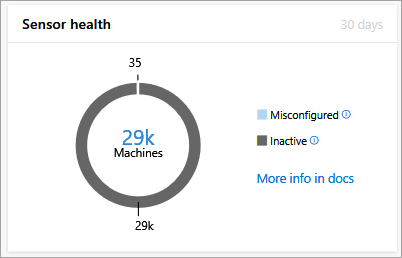 Sensor health 30 days
35
29k
Machines
Misconfigured
Inactive
More info in docs
29k